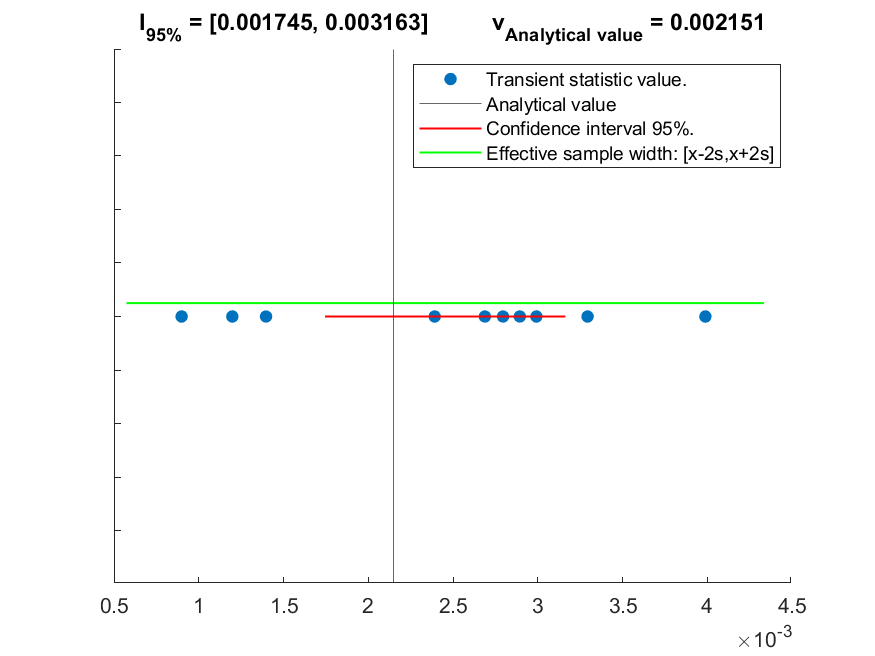 I95% = [0.001745, 0.003163]
vAnalytical value = 0.002151
Transient statistic value.
Analytical value
Confidence interval 95%.
Effective sample width: [x-2s,x+2s]
0.5 1 1.5 2 2.5 3 3.5 4 4.5
×10-3